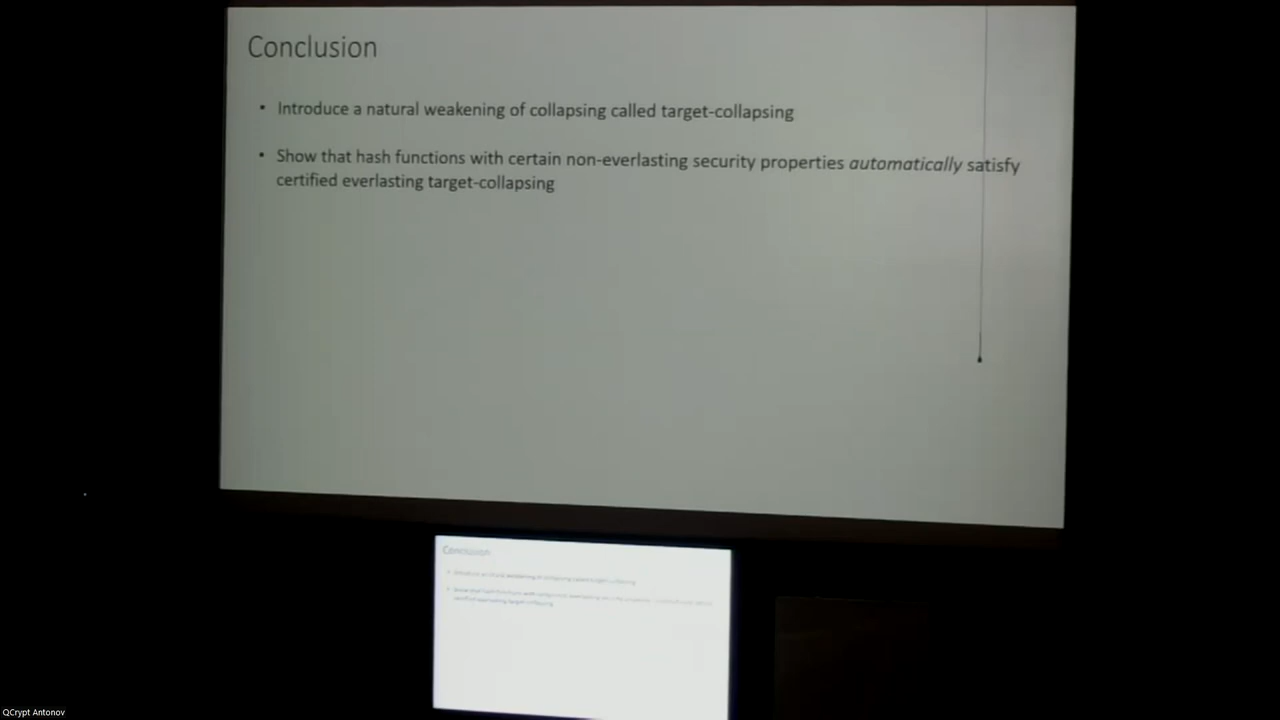 Conclusion
• Introduce a natural weakening of collapsing called target-collapsing
• Show that hash functions with certain non-everlasting security properties automatically satisfy
certified everlasting target-collapsing
Conclusion
QCrypt Antonov